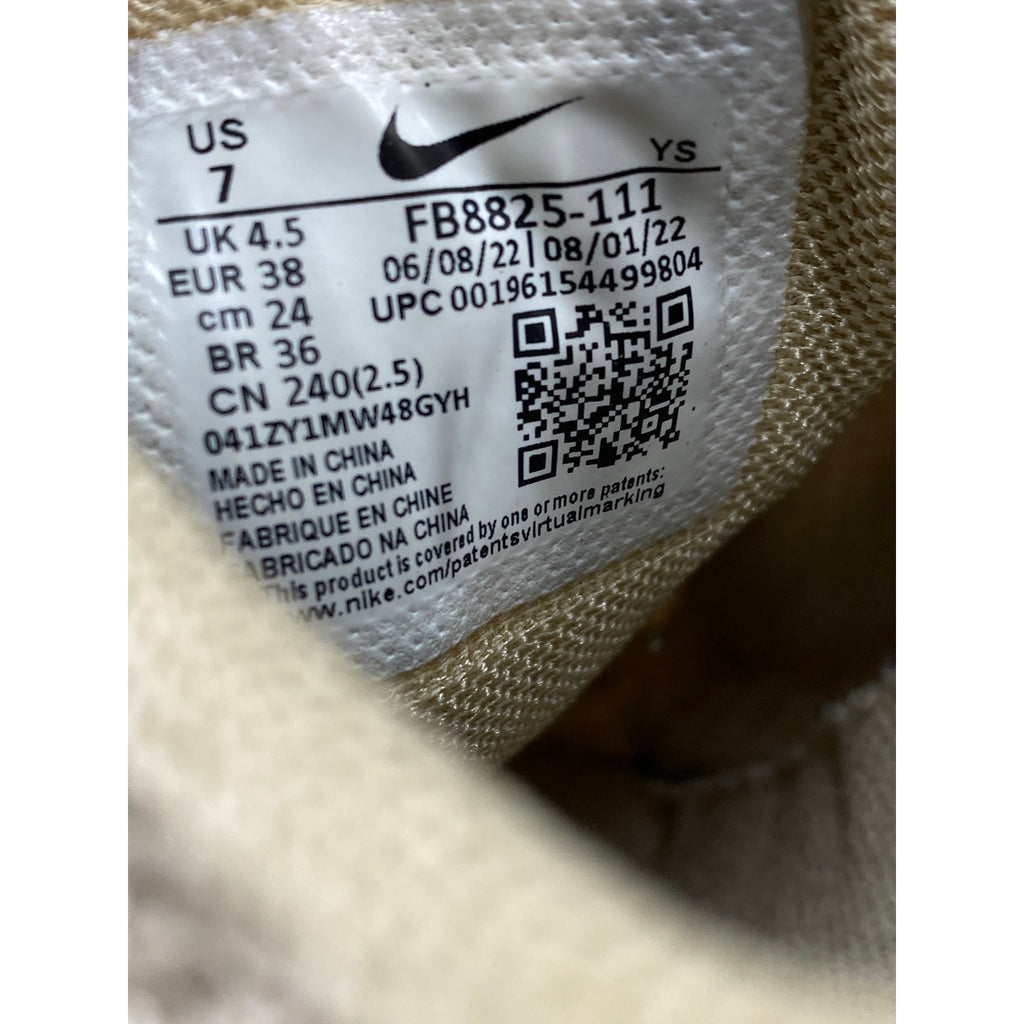 US
7
YS
UK 4.5
EUR 38
cm 24
BR 36
CN 240(2.5)
FB8825-111
06/08/22|08/01/22
UPC 00196154499804
041ZY1MW48GYH
MADE IN CHINA
HECHO EN CHINA
FABRIQUE EN CHINE
FABRICADO NA CHINA
This product is covered by one or more patents:
www.nike.com/patentsvirtualmarking